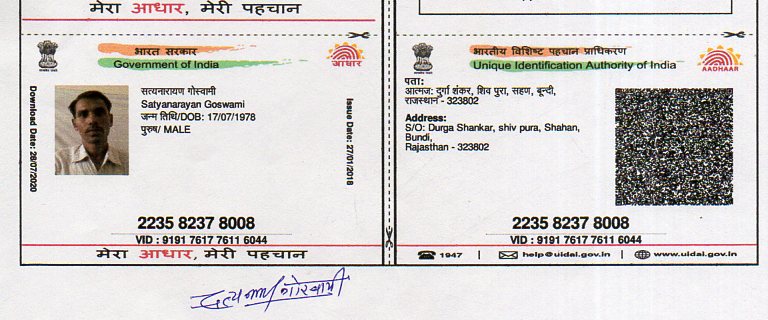 मेरा आधार, मेरी पहचान
भारत सरकार
Government of India
आधार
Download Date: 28/07/2020
सत्यनारायण गोस्वामी
Satyanarayan Goswami
जन्म तिथि/DOB: 17/07/1978
पुरुष/ MALE
Issue Date: 27/01/2018
2235 8237 8008
VID : 9191 7617 7611 6044
मेरा आधार, मेरी पहचान
भारतीय विशिष्ट पहचान प्राधिकरण
Unique Identification Authority of India
AADHAAR
पता:
आत्मज: दुर्गा शंकर, शिव पुरा, सहण, बून्दी,
राजस्थान - 323802
Address:
S/O: Durga Shankar, shiv pura, Shahan,
Bundi,
Rajasthan - 323802
2235 8237 8008
VID : 9191 7617 7611 6044
1947 | help@uidai.gov.in | www.uidai.gov.in
गोस्वामी